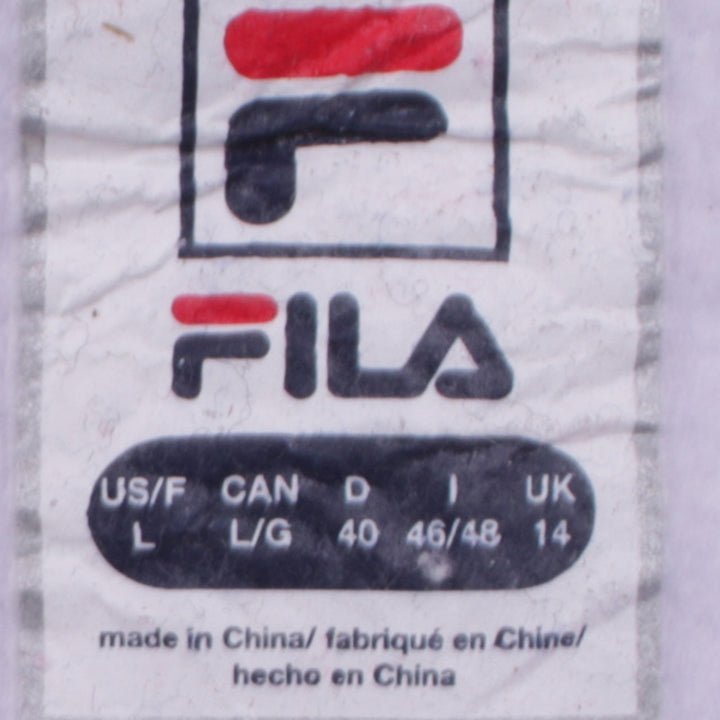 FILA
US/F CAN D I UK
L L/G 40 46/48 14
made in China/ fabriqué en Chine/
hecho en China